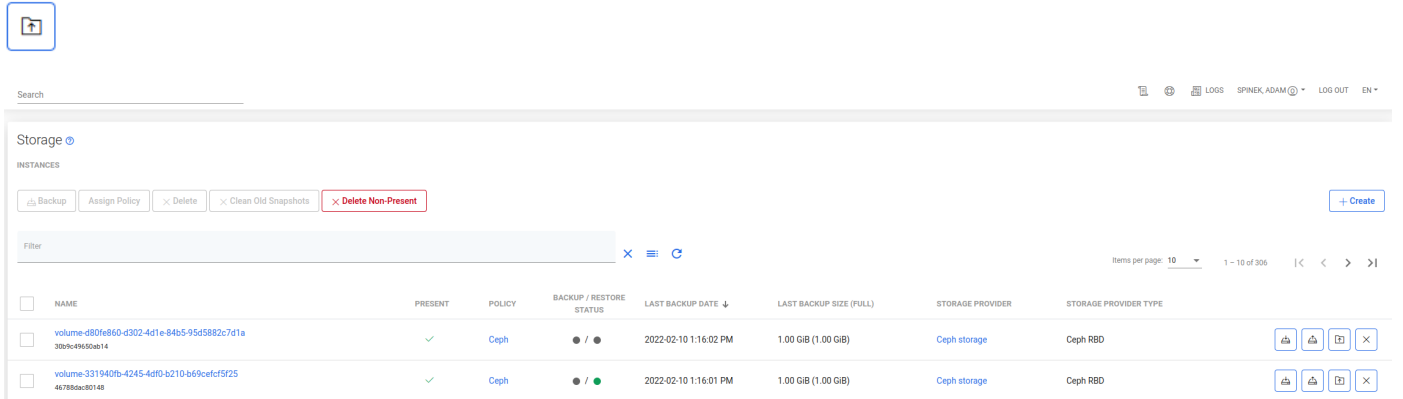 Search
LOGS SPINEK, ADAM LOG OUT EN
Storage
INSTANCES
Backup Assign Policy Delete Clean Old Snapshots Delete Non-Present Create
Filter
Items per page: 10 1 – 10 of 306
NAME PRESENT POLICY BACKUP / RESTORE STATUS LAST BACKUP DATE LAST BACKUP SIZE (FULL) STORAGE PROVIDER STORAGE PROVIDER TYPE
volume-d80fe860-d302-4d1e-84b5-95d5882c7d1a Ceph / 2022-02-10 1:16:02 PM 1.00 GiB (1.00 GiB) Ceph storage Ceph RBD
30b9c49650ab14
volume-331940fb-4245-4df0-b210-b69cefcf5f25 Ceph / 2022-02-10 1:16:01 PM 1.00 GiB (1.00 GiB) Ceph storage Ceph RBD
46788dac80148